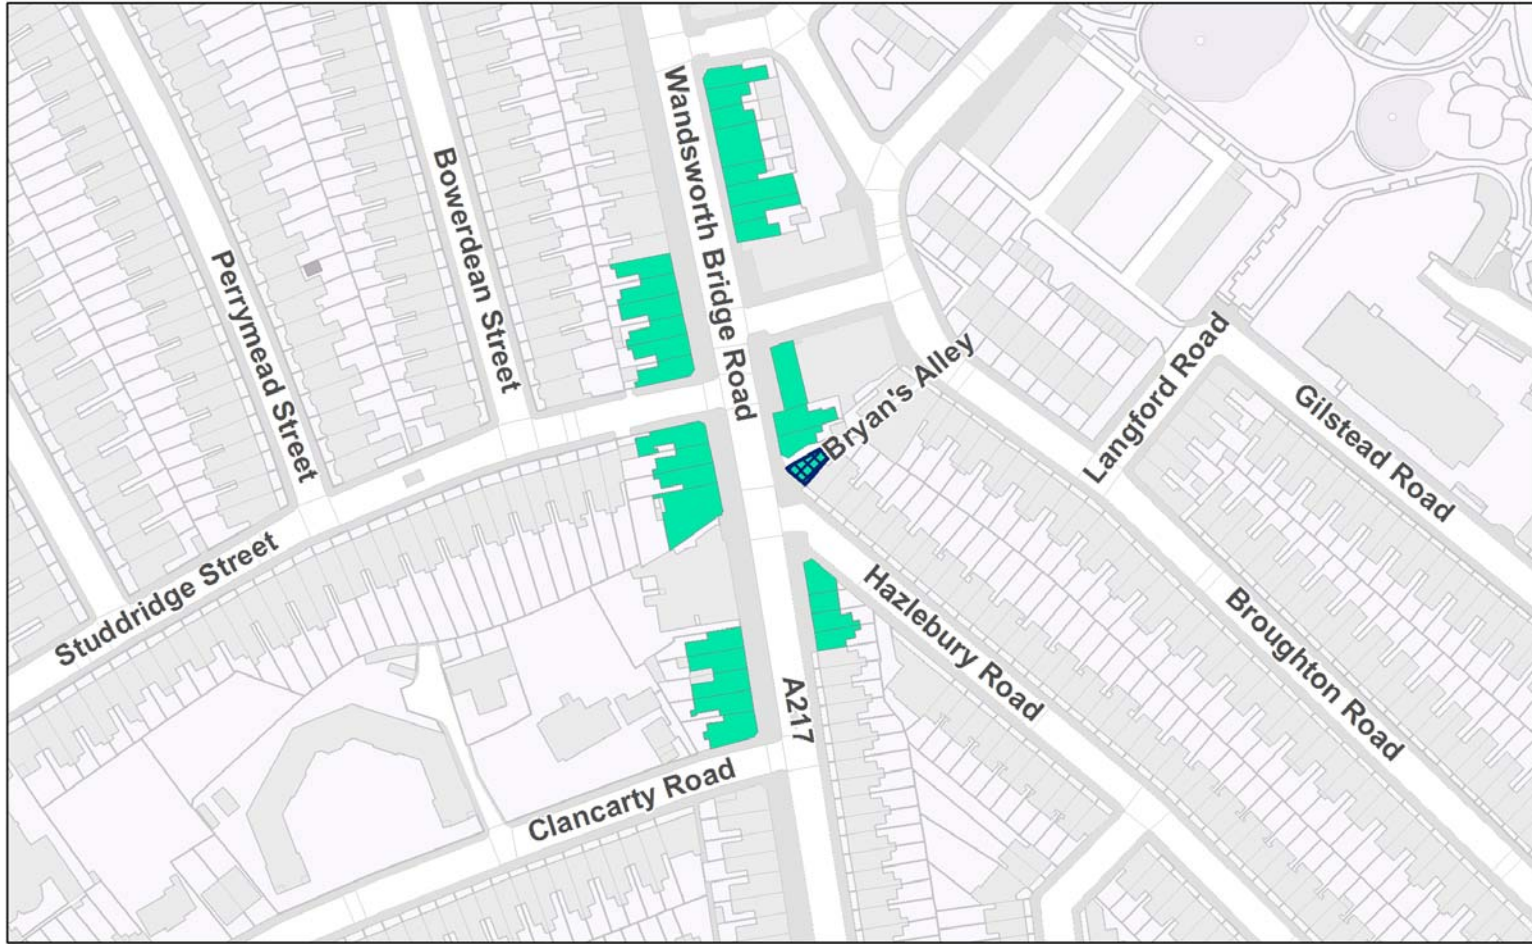 Wandsworth Bridge Road
Bowerdean Street
Perrymead Street
Bryan's Alley
Langford Road
Gilstead Road
Studdridge Street
Hazlebury Road
Broughton Road
A217
Clancarty Road